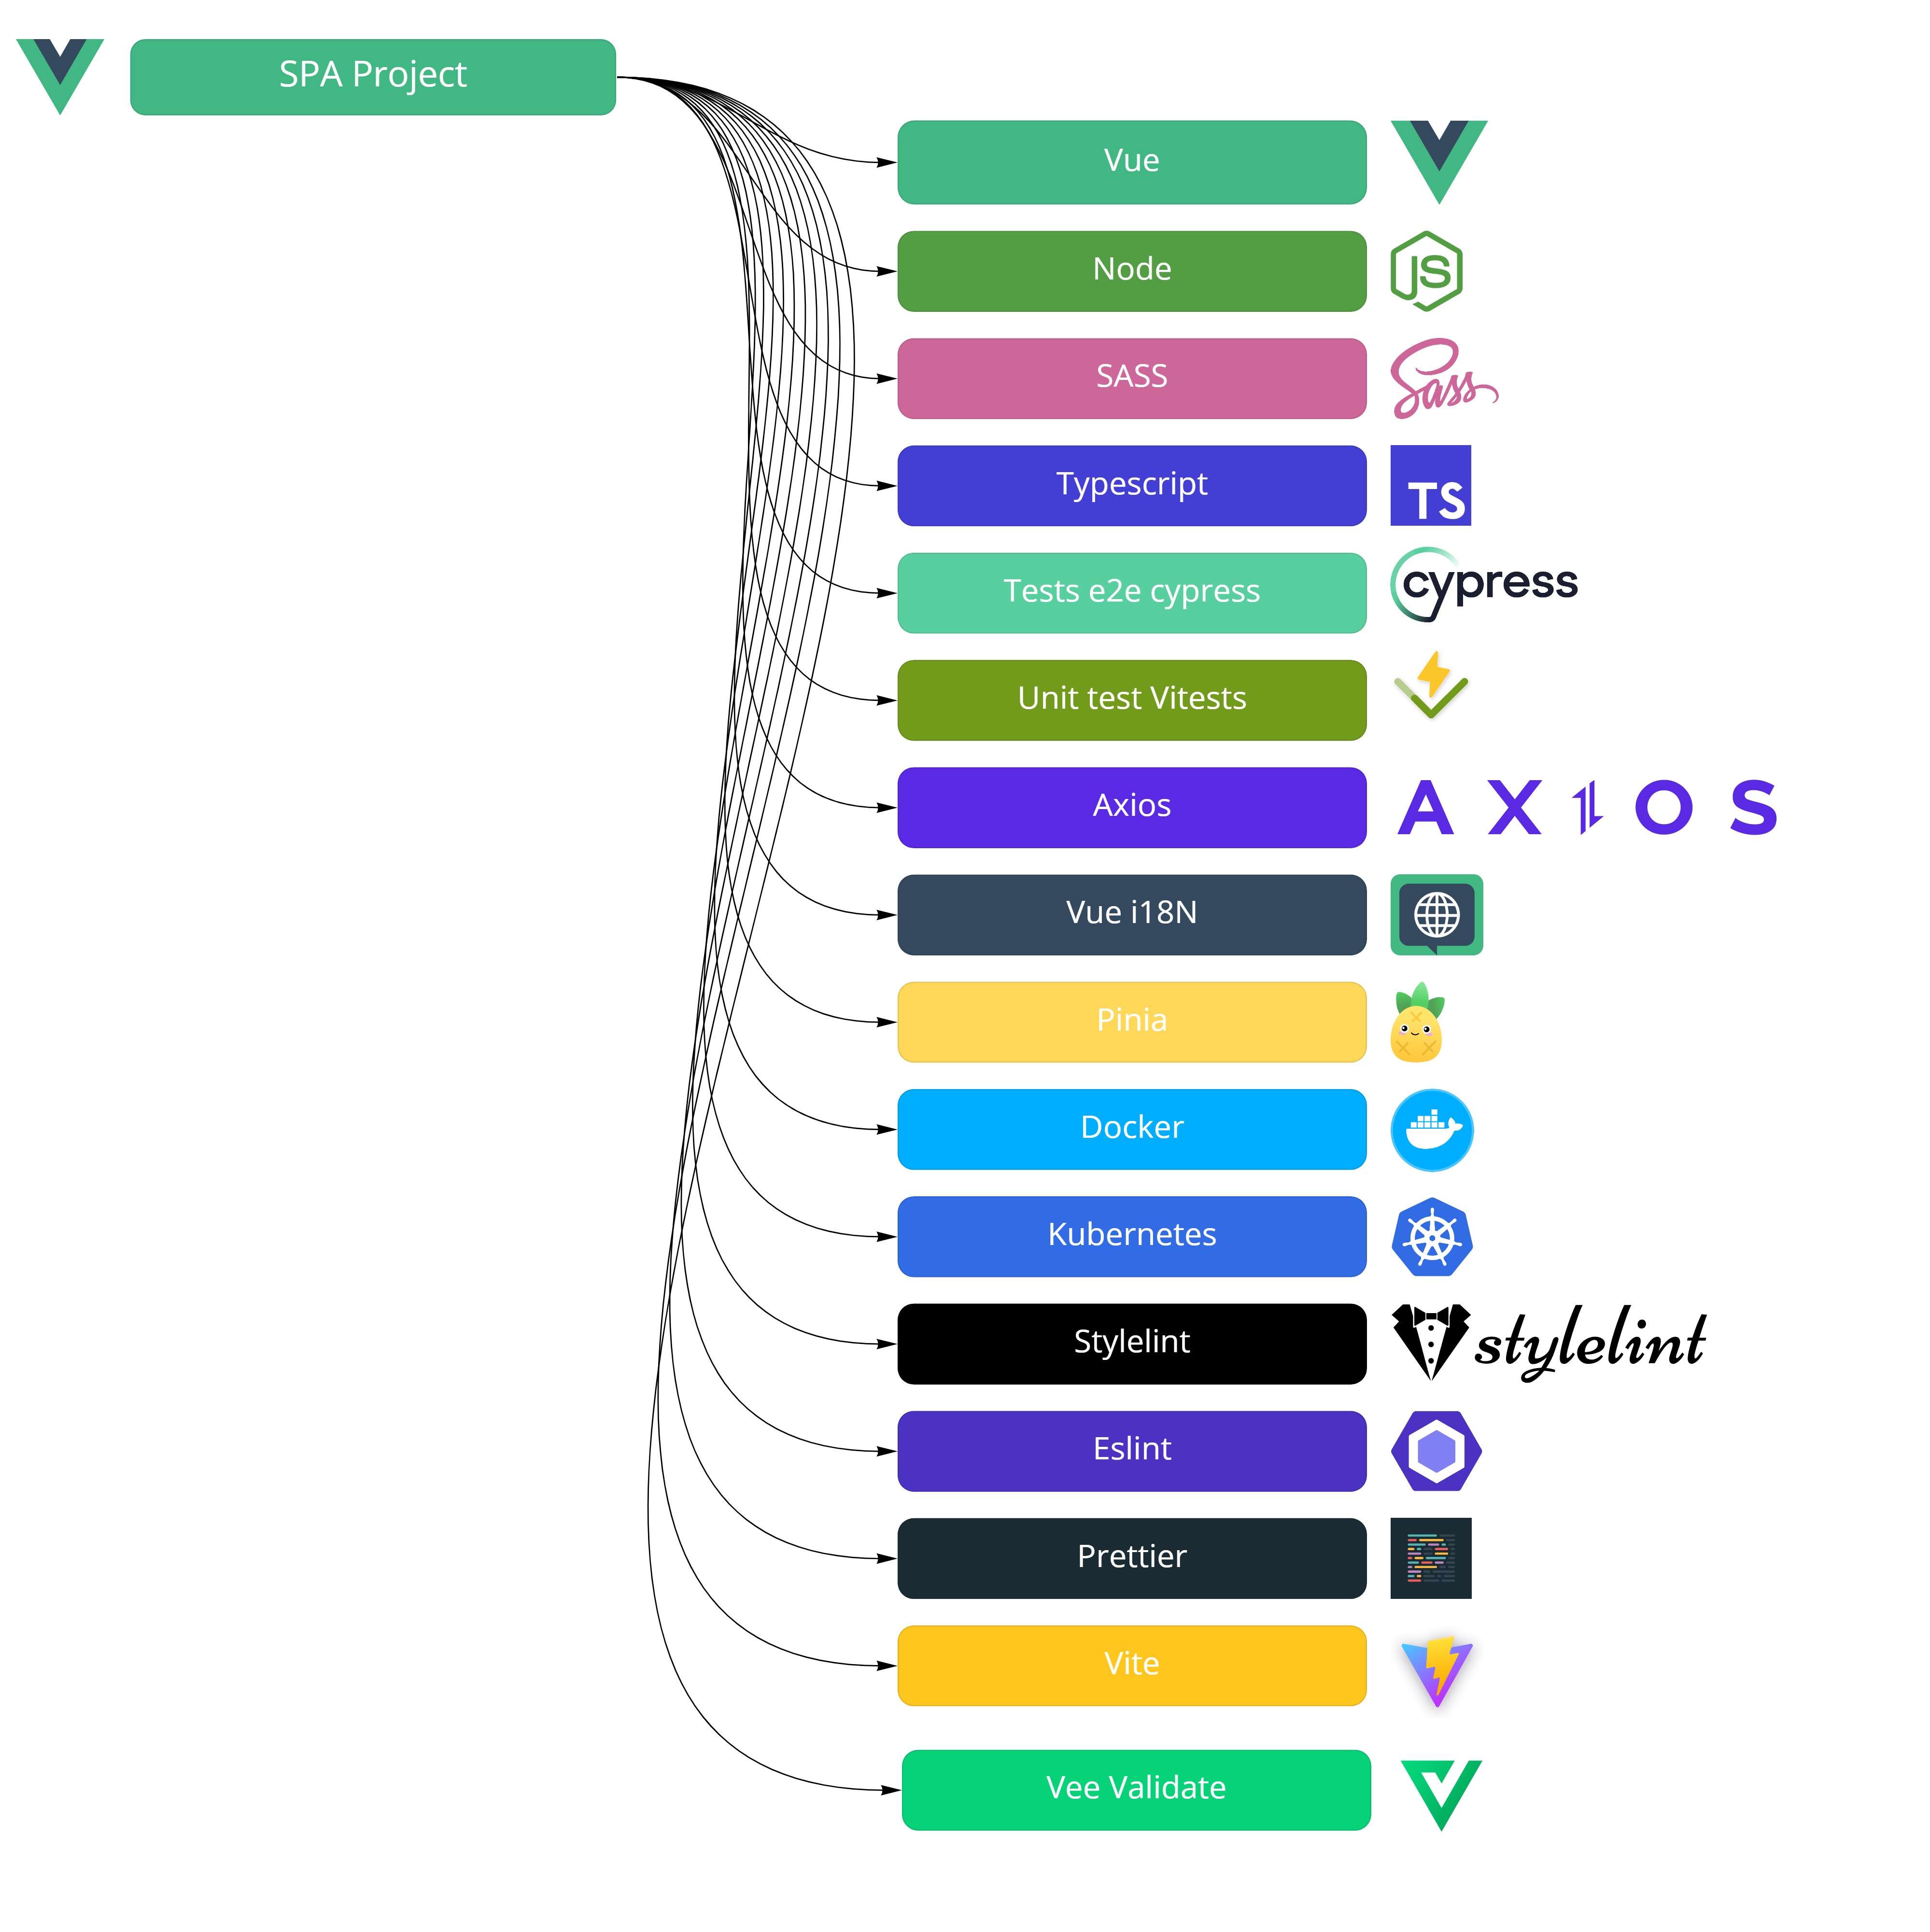 SPA Project
Vue
Node
JS
SASS
Sass
Typescript
TS
Tests e2e cypress
cypress
Unit test Vitests
Axios
AXIOS
Vue i18N
Pinia
Docker
Kubernetes
Stylelint
stylelint
Eslint
Prettier
Vite
Vee Validate